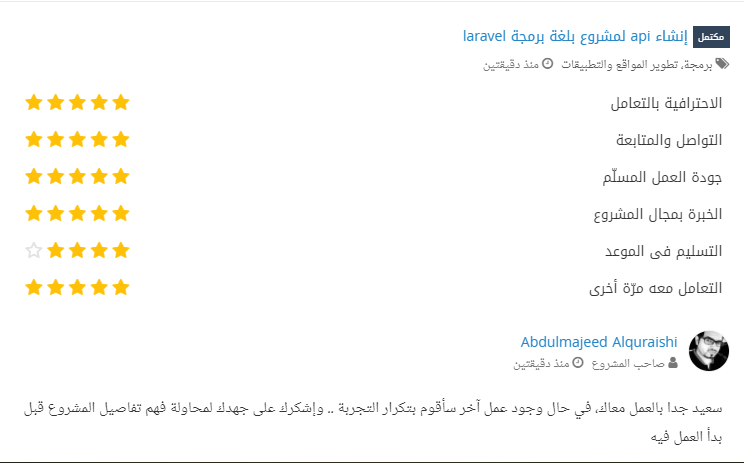 مكتمل إنشاء api لمشروع بلغة برمجة laravel
برمجة، تطوير المواقع والتطبيقات منذ دقيقتين
الاحترافية بالتعامل
التواصل والمتابعة
جودة العمل المسلّم
الخبرة بمجال المشروع
التسليم فى الموعد
التعامل معه مرّة أخرى
Abdulmajeed Alquraishi
صاحب المشروع منذ دقيقتين
سعيد جدا بالعمل معاك، في حال وجود عمل آخر سأقوم بتكرار التجربة .. وإشكرك على جهدك لمحاولة فهم تفاصيل المشروع قبل
بدأ العمل فيه